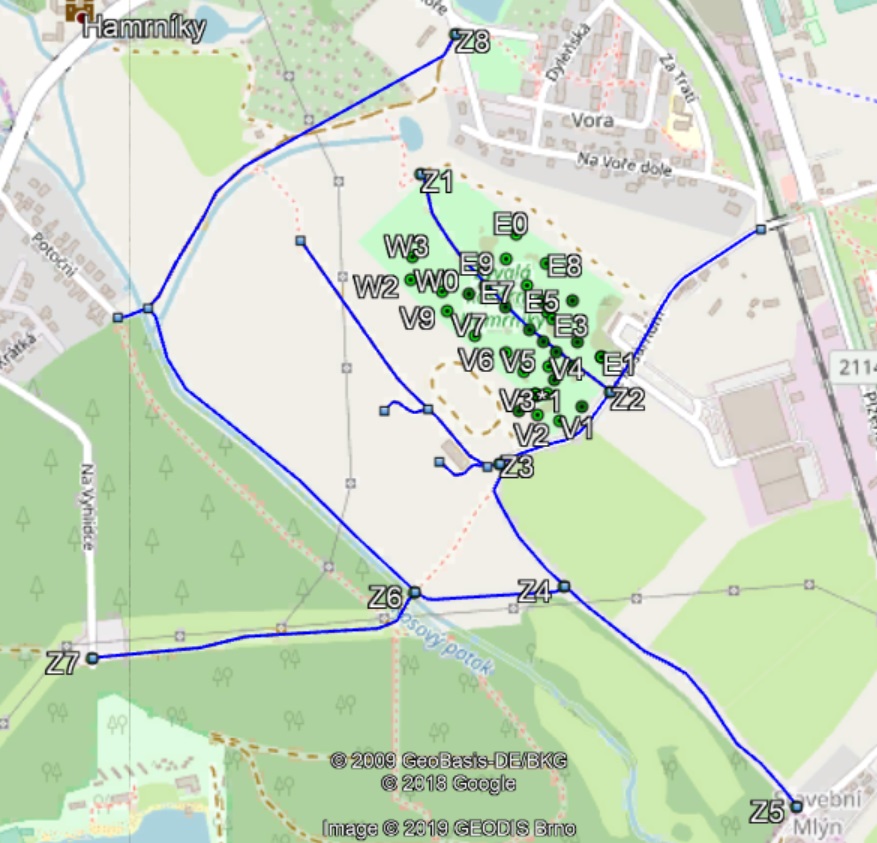 Hamrníky
Z8
Dyleňská
Za Tratí
Vora
Na Voře dole
Z1
E0
W3
E9
E8
W2
W0
E7
E5
V9
V7
E3
Potoční
Krátká
V6
V5
V4
E1
2114
Z2
V3
1
V2
V1
Z3
Na Vyhlídce
Z6
Z4
Z7
© 2009 GeoBasis-DE/BKG
© 2018 Google
Z5
Stavební
Mlýn
Image © 2019 GEODIS Brno